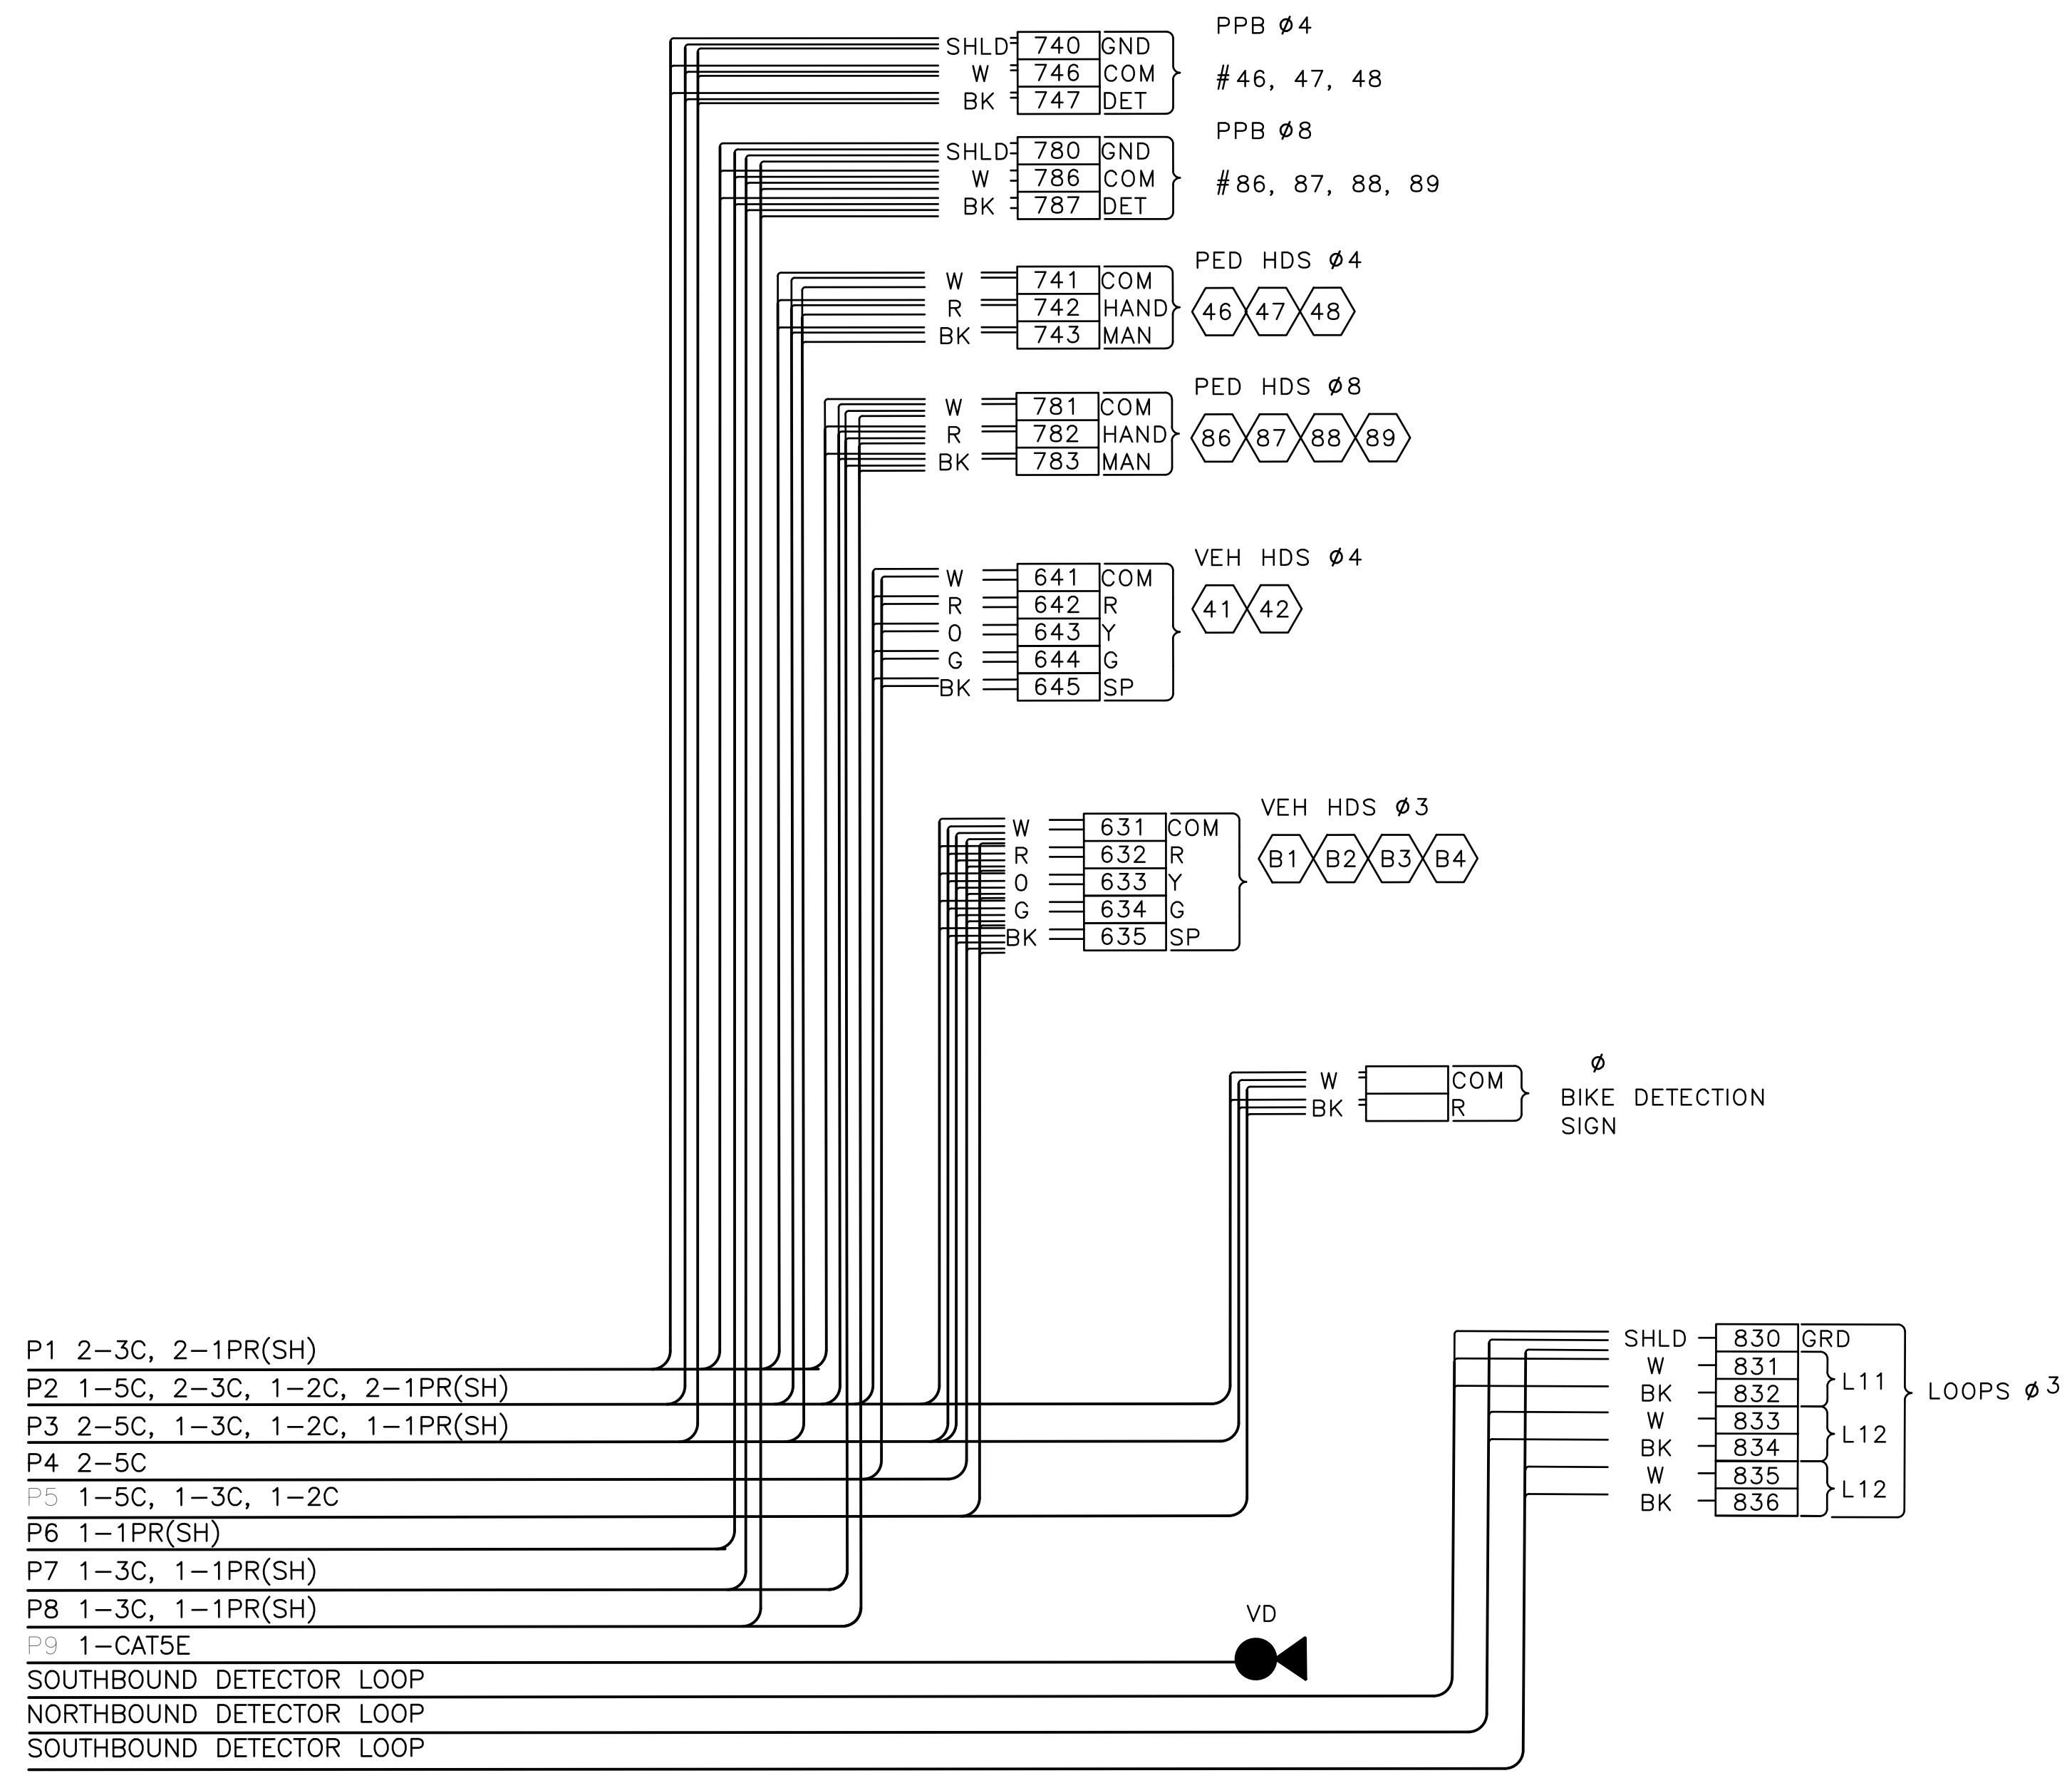 PPB ø4
SHLD 740 GND
W 746 COM
#46, 47, 48
BK 747 DET
PPB ø8
SHLD 780 GND
W 786 COM
#86, 87, 88, 89
BK 787 DET
PED HDS ø4
W 741 COM
R 742 HAND
46 47 48
BK 743 MAN
PED HDS ø8
W 781 COM
R 782 HAND
86 87 88 89
BK 783 MAN
VEH HDS ø4
W 641 COM
R 642 R
41 42
O 643 Y
G 644 G
BK 645 SP
VEH HDS ø3
W 631 COM
R 632 R
B1 B2 B3 B4
O 633 Y
G 634 G
BK 635 SP
ø
W COM
BIKE DETECTION
BK R
SIGN
SHLD 830 GRD
W 831
L11
BK 832
LOOPS ø3
W 833
L12
BK 834
W 835
L12
BK 836
P1 2-3C, 2-1PR(SH)
P2 1-5C, 2-3C, 1-2C, 2-1PR(SH)
P3 2-5C, 1-3C, 1-2C, 1-1PR(SH)
P4 2-5C
P5 1-5C, 1-3C, 1-2C
P6 1-1PR(SH)
P7 1-3C, 1-1PR(SH)
P8 1-3C, 1-1PR(SH)
VD
P9 1-CAT5E
SOUTHBOUND DETECTOR LOOP
NORTHBOUND DETECTOR LOOP
SOUTHBOUND DETECTOR LOOP